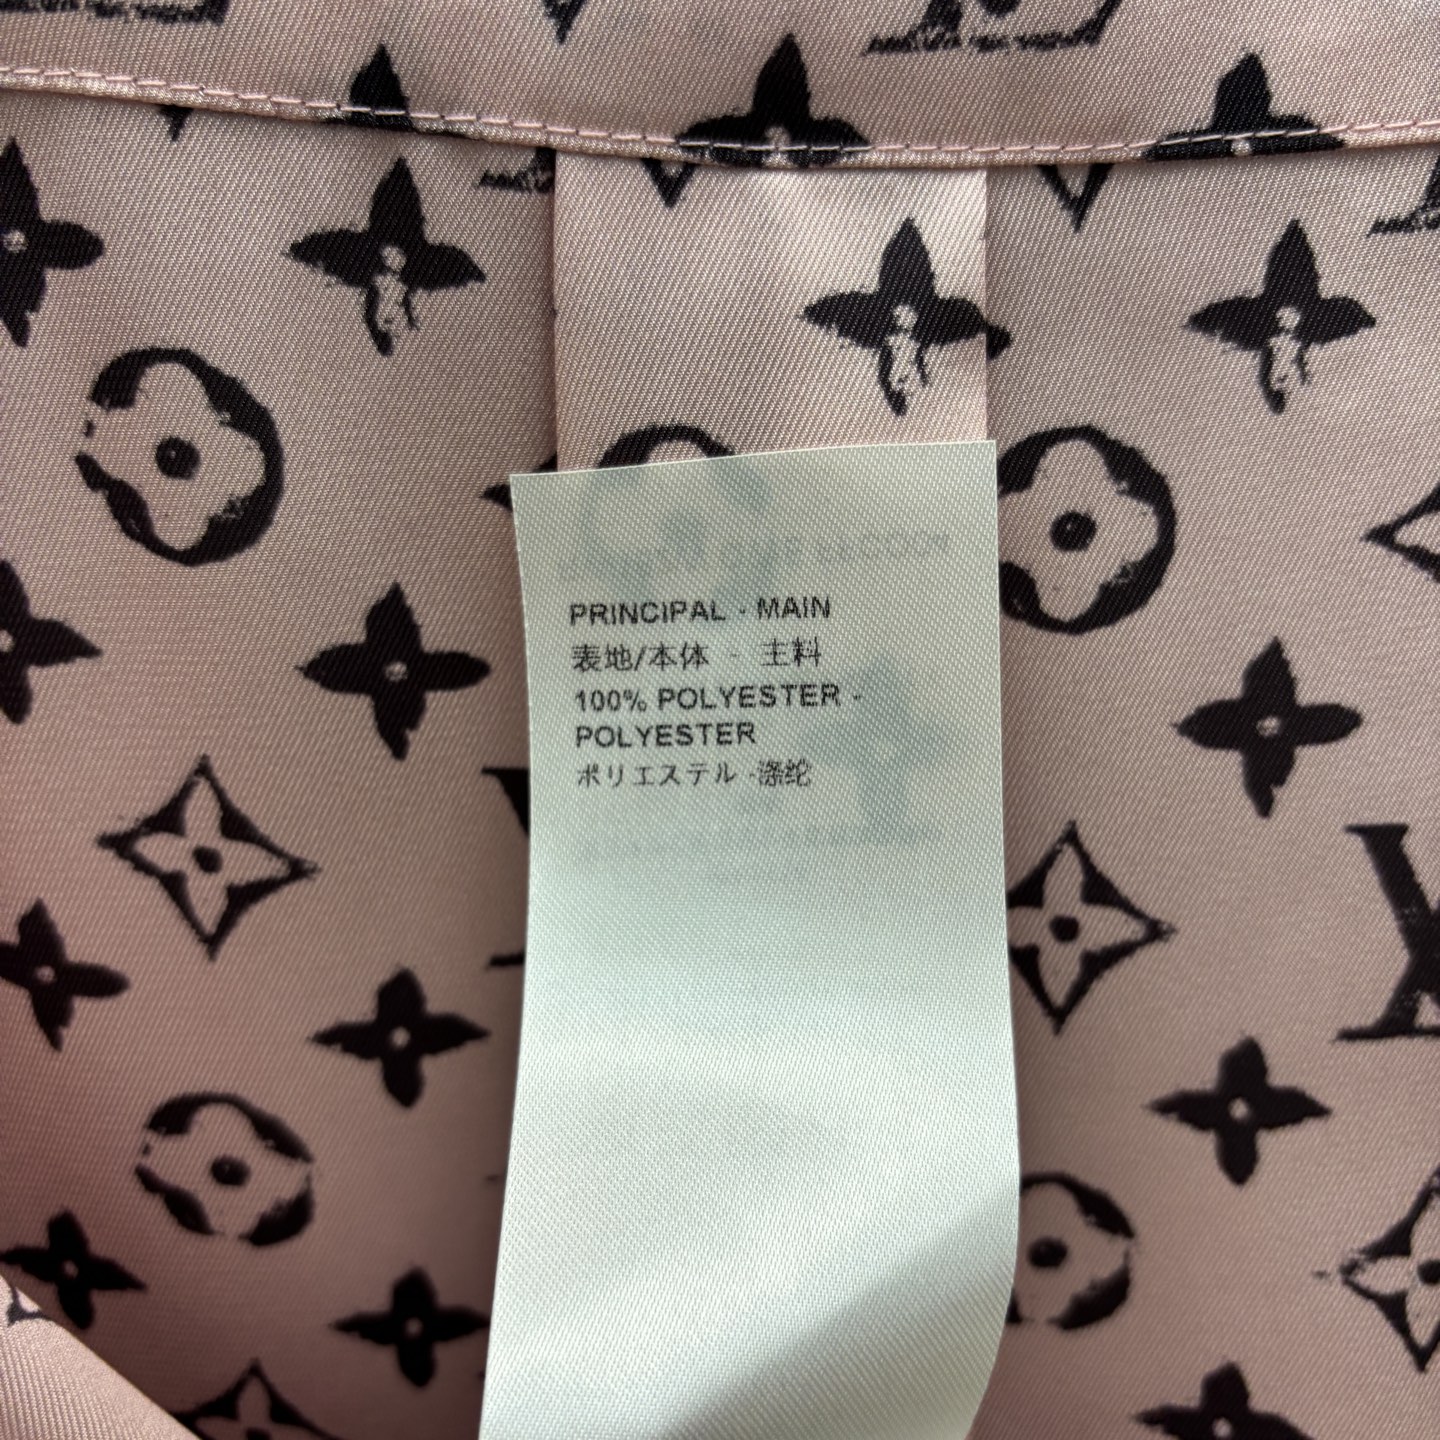 PRINCIPAL - MAIN
表地/本体 - 主料
100% POLYESTER -
POLYESTER
ポリエステル -涤纶